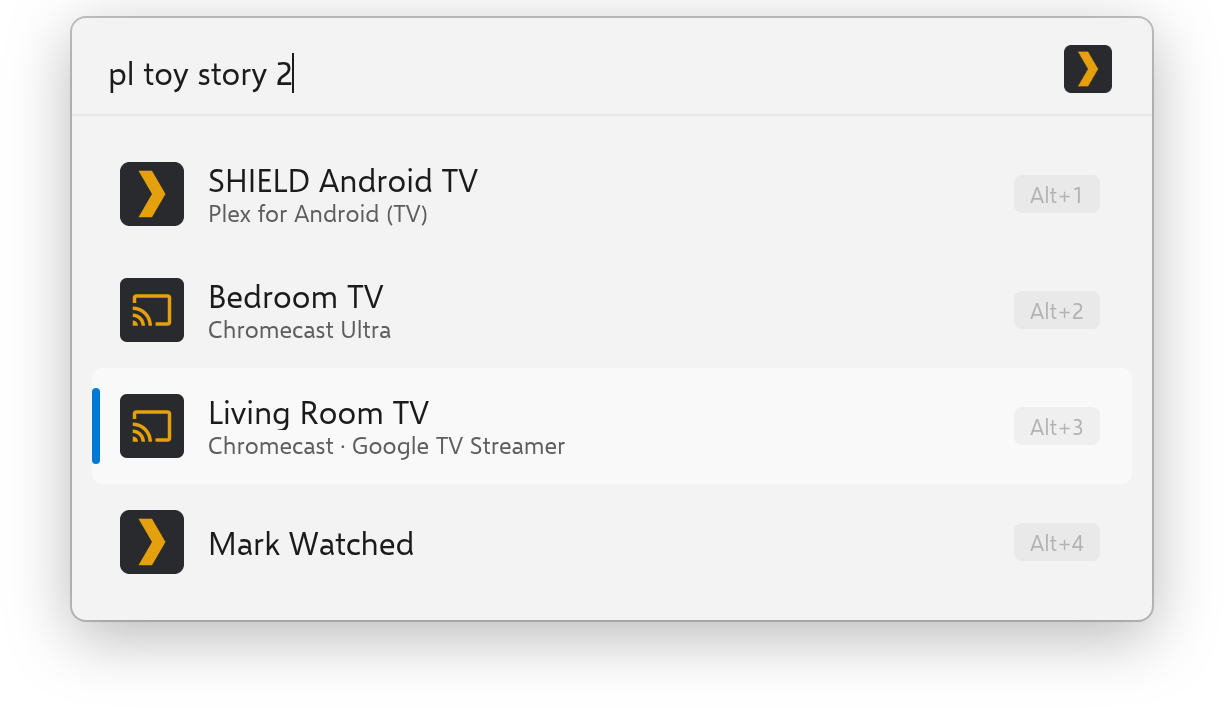 pl toy story 2
SHIELD Android TV
Plex for Android (TV)
Alt+1
Bedroom TV
Chromecast Ultra
Alt+2
Living Room TV
Chromecast · Google TV Streamer
Alt+3
Mark Watched
Alt+4